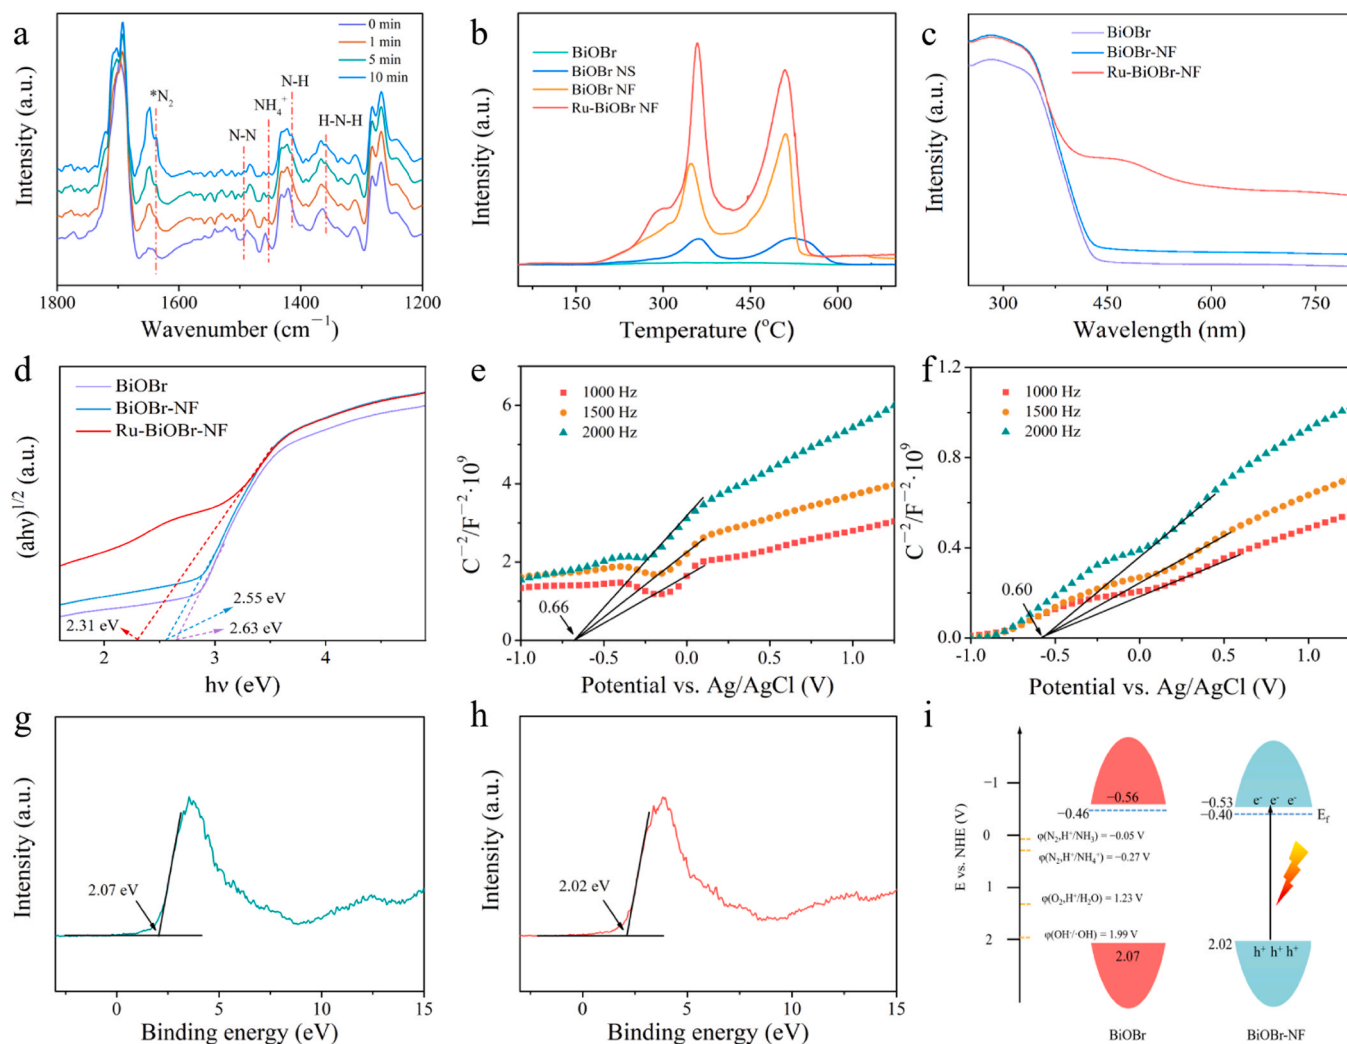 a
0 min
1 min
5 min
10 min
*N₂
N-N
NH₄⁺
N-H
H-N-H
Intensity (a.u.)
1800
1600
1400
1200
Wavenumber (cm⁻¹)
b
BiOBr
BiOBr NS
BiOBr NF
Ru-BiOBr NF
Intensity (a.u.)
150
300
450
600
Temperature (°C)
c
BiOBr
BiOBr-NF
Ru-BiOBr-NF
Intensity (a.u.)
300
450
600
750
Wavelength (nm)
d
BiOBr
BiOBr-NF
Ru-BiOBr-NF
(ahν)^1/2 (a.u.)
2.31 eV
2.55 eV
2.63 eV
2
3
4
hν (eV)
e
1000 Hz
1500 Hz
2000 Hz
C⁻²/F⁻²·10⁹
6
4
2
0
0.66
-1.0
-0.5
0.0
0.5
1.0
Potential vs. Ag/AgCl (V)
f
1000 Hz
1500 Hz
2000 Hz
C⁻²/F⁻²·10⁹
1.2
0.8
0.4
0.0
0.60
-1.0
-0.5
0.0
0.5
1.0
Potential vs. Ag/AgCl (V)
g
Intensity (a.u.)
2.07 eV
0
5
10
15
Binding energy (eV)
h
Intensity (a.u.)
2.02 eV
0
5
10
15
Binding energy (eV)
i
E vs. NHE (V)
−1
0
1
2
−0.56
−0.46
−0.53
−0.40
e⁻ e⁻ e⁻
E_f
φ(N₂,H⁺/NH₃) = −0.05 V
φ(N₂,H⁺/NH₄⁺) = −0.27 V
φ(O₂,H⁺/H₂O) = 1.23 V
φ(OH⁻/·OH) = 1.99 V
2.07
2.02
h⁺ h⁺ h⁺
BiOBr
BiOBr-NF